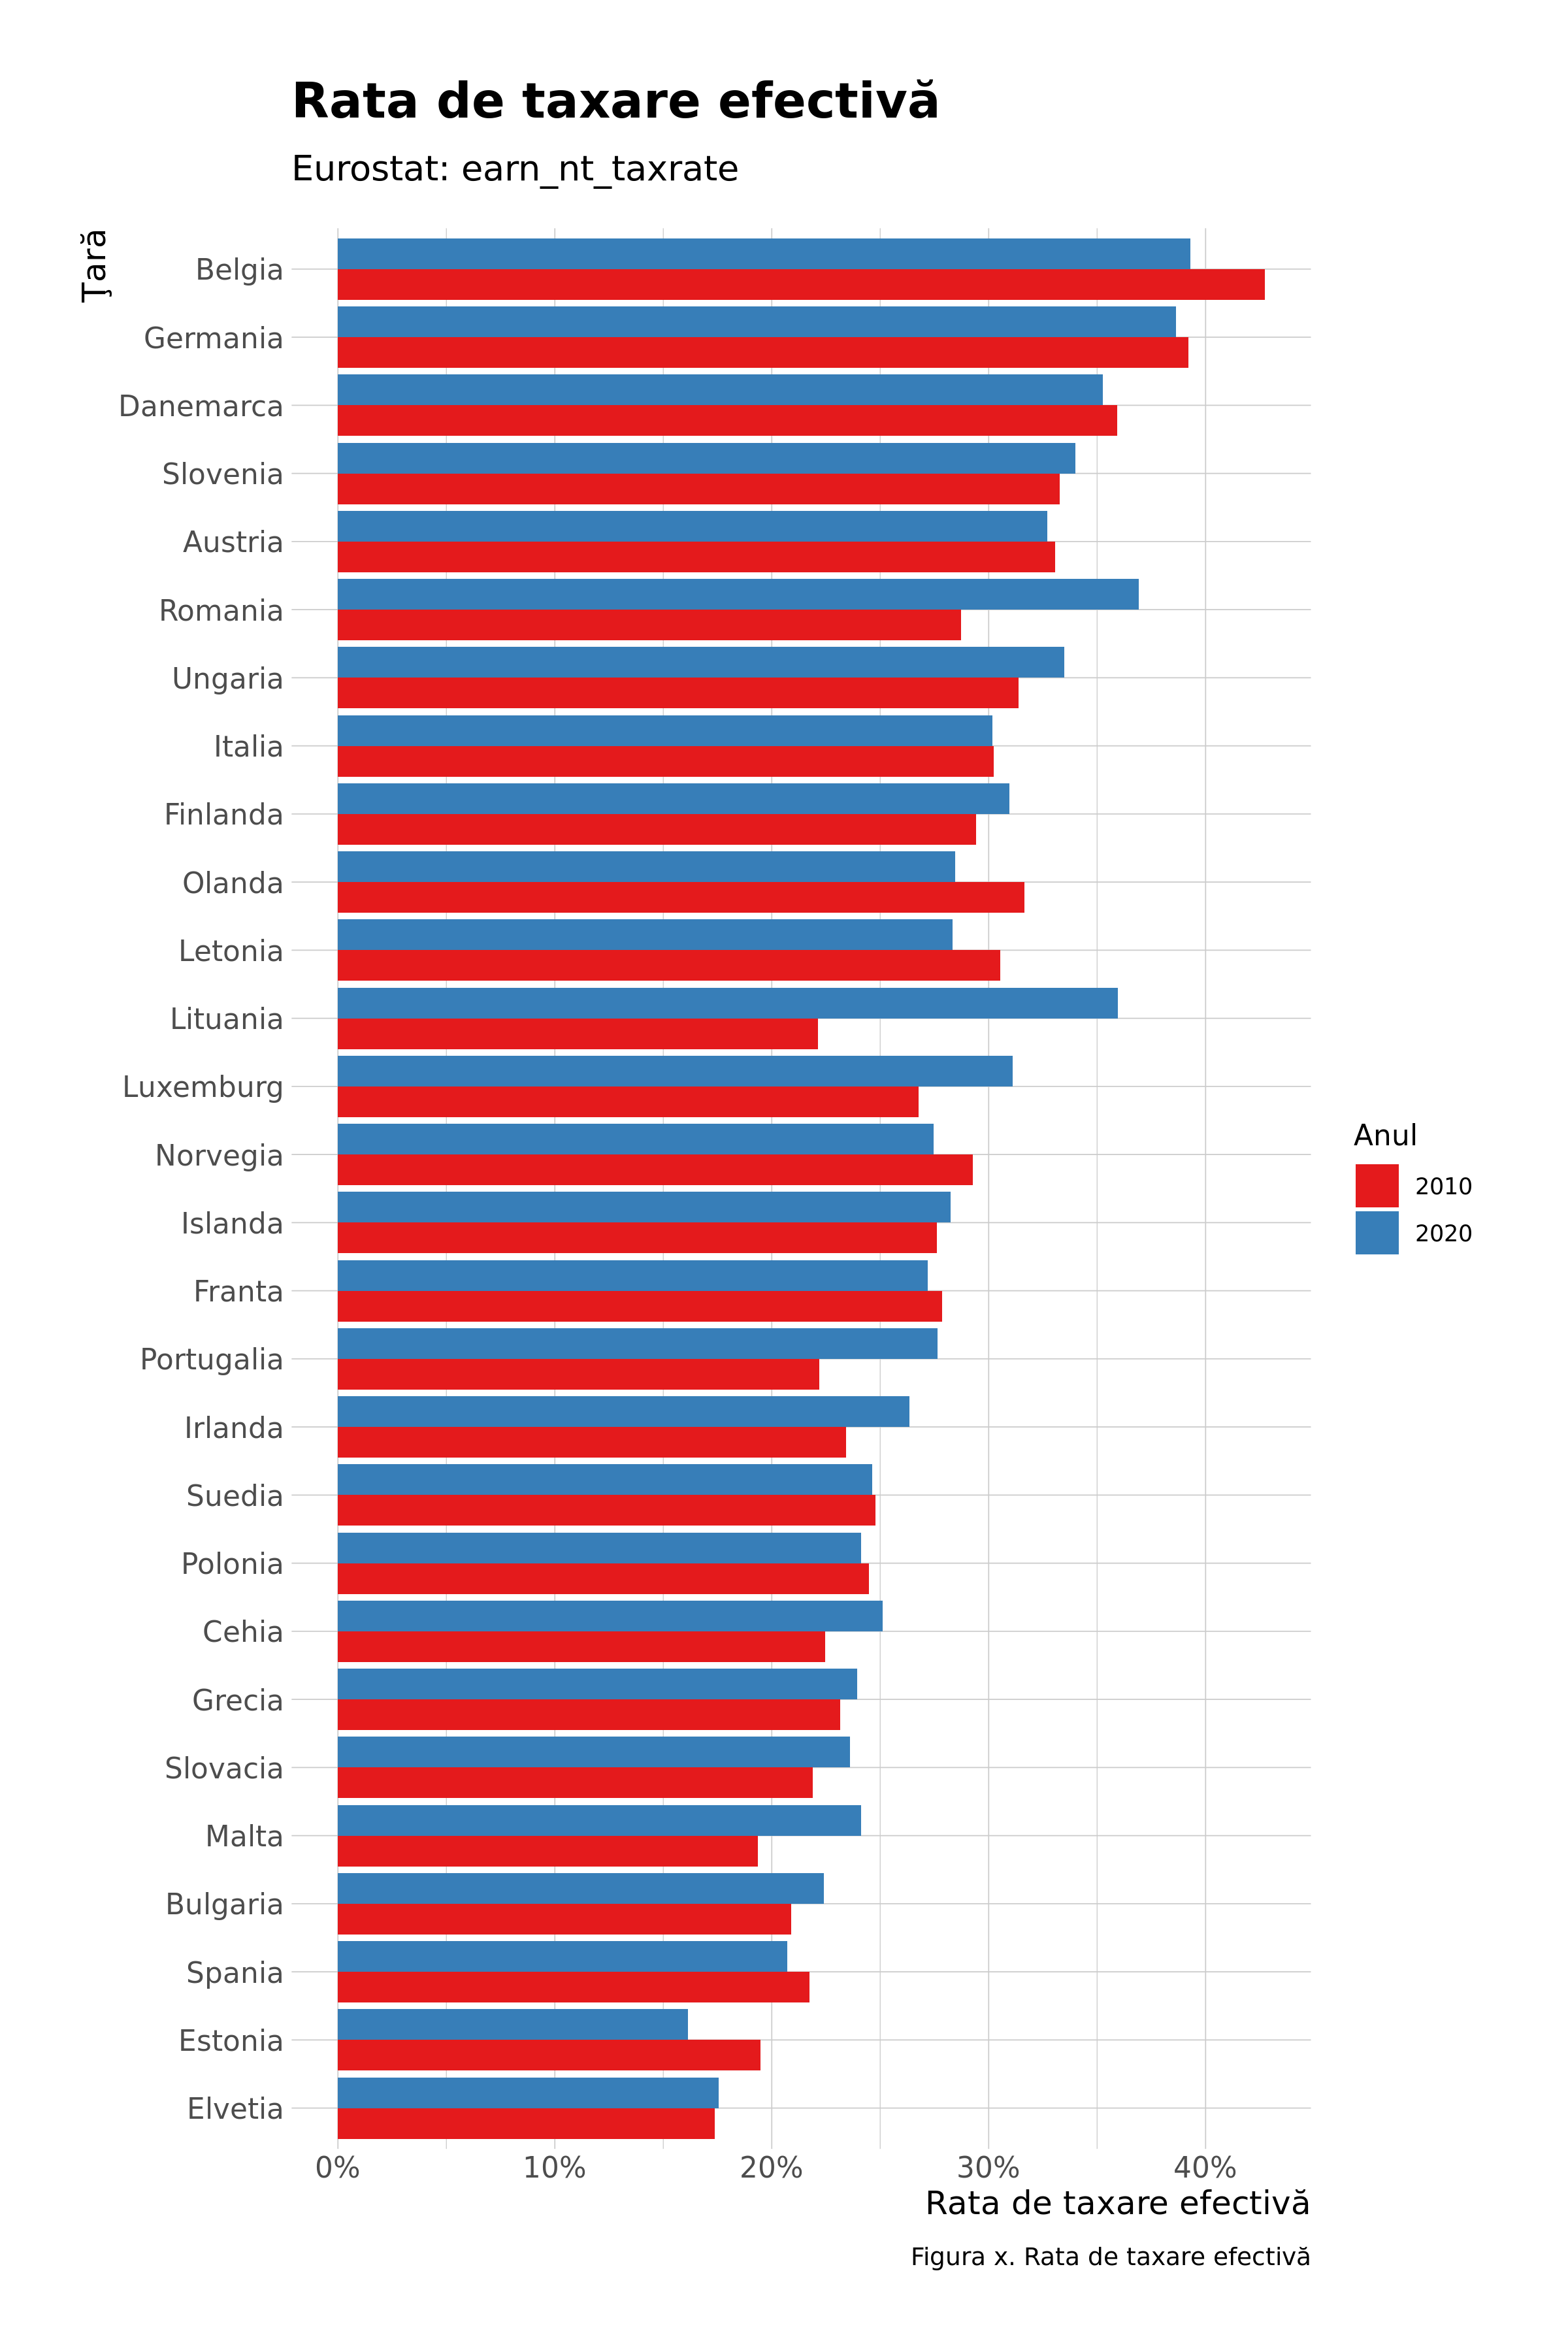 Rata de taxare efectivă
Eurostat: earn_nt_taxrate
Ţară
Belgia
Germania
Danemarca
Slovenia
Austria
Romania
Ungaria
Italia
Finlanda
Olanda
Letonia
Lituania
Luxemburg
Norvegia
Islanda
Franta
Portugalia
Irlanda
Suedia
Polonia
Cehia
Grecia
Slovacia
Malta
Bulgaria
Spania
Estonia
Elvetia
0% 10% 20% 30% 40%
Rata de taxare efectivă
Figura x. Rata de taxare efectivă
Anul
2010
2020